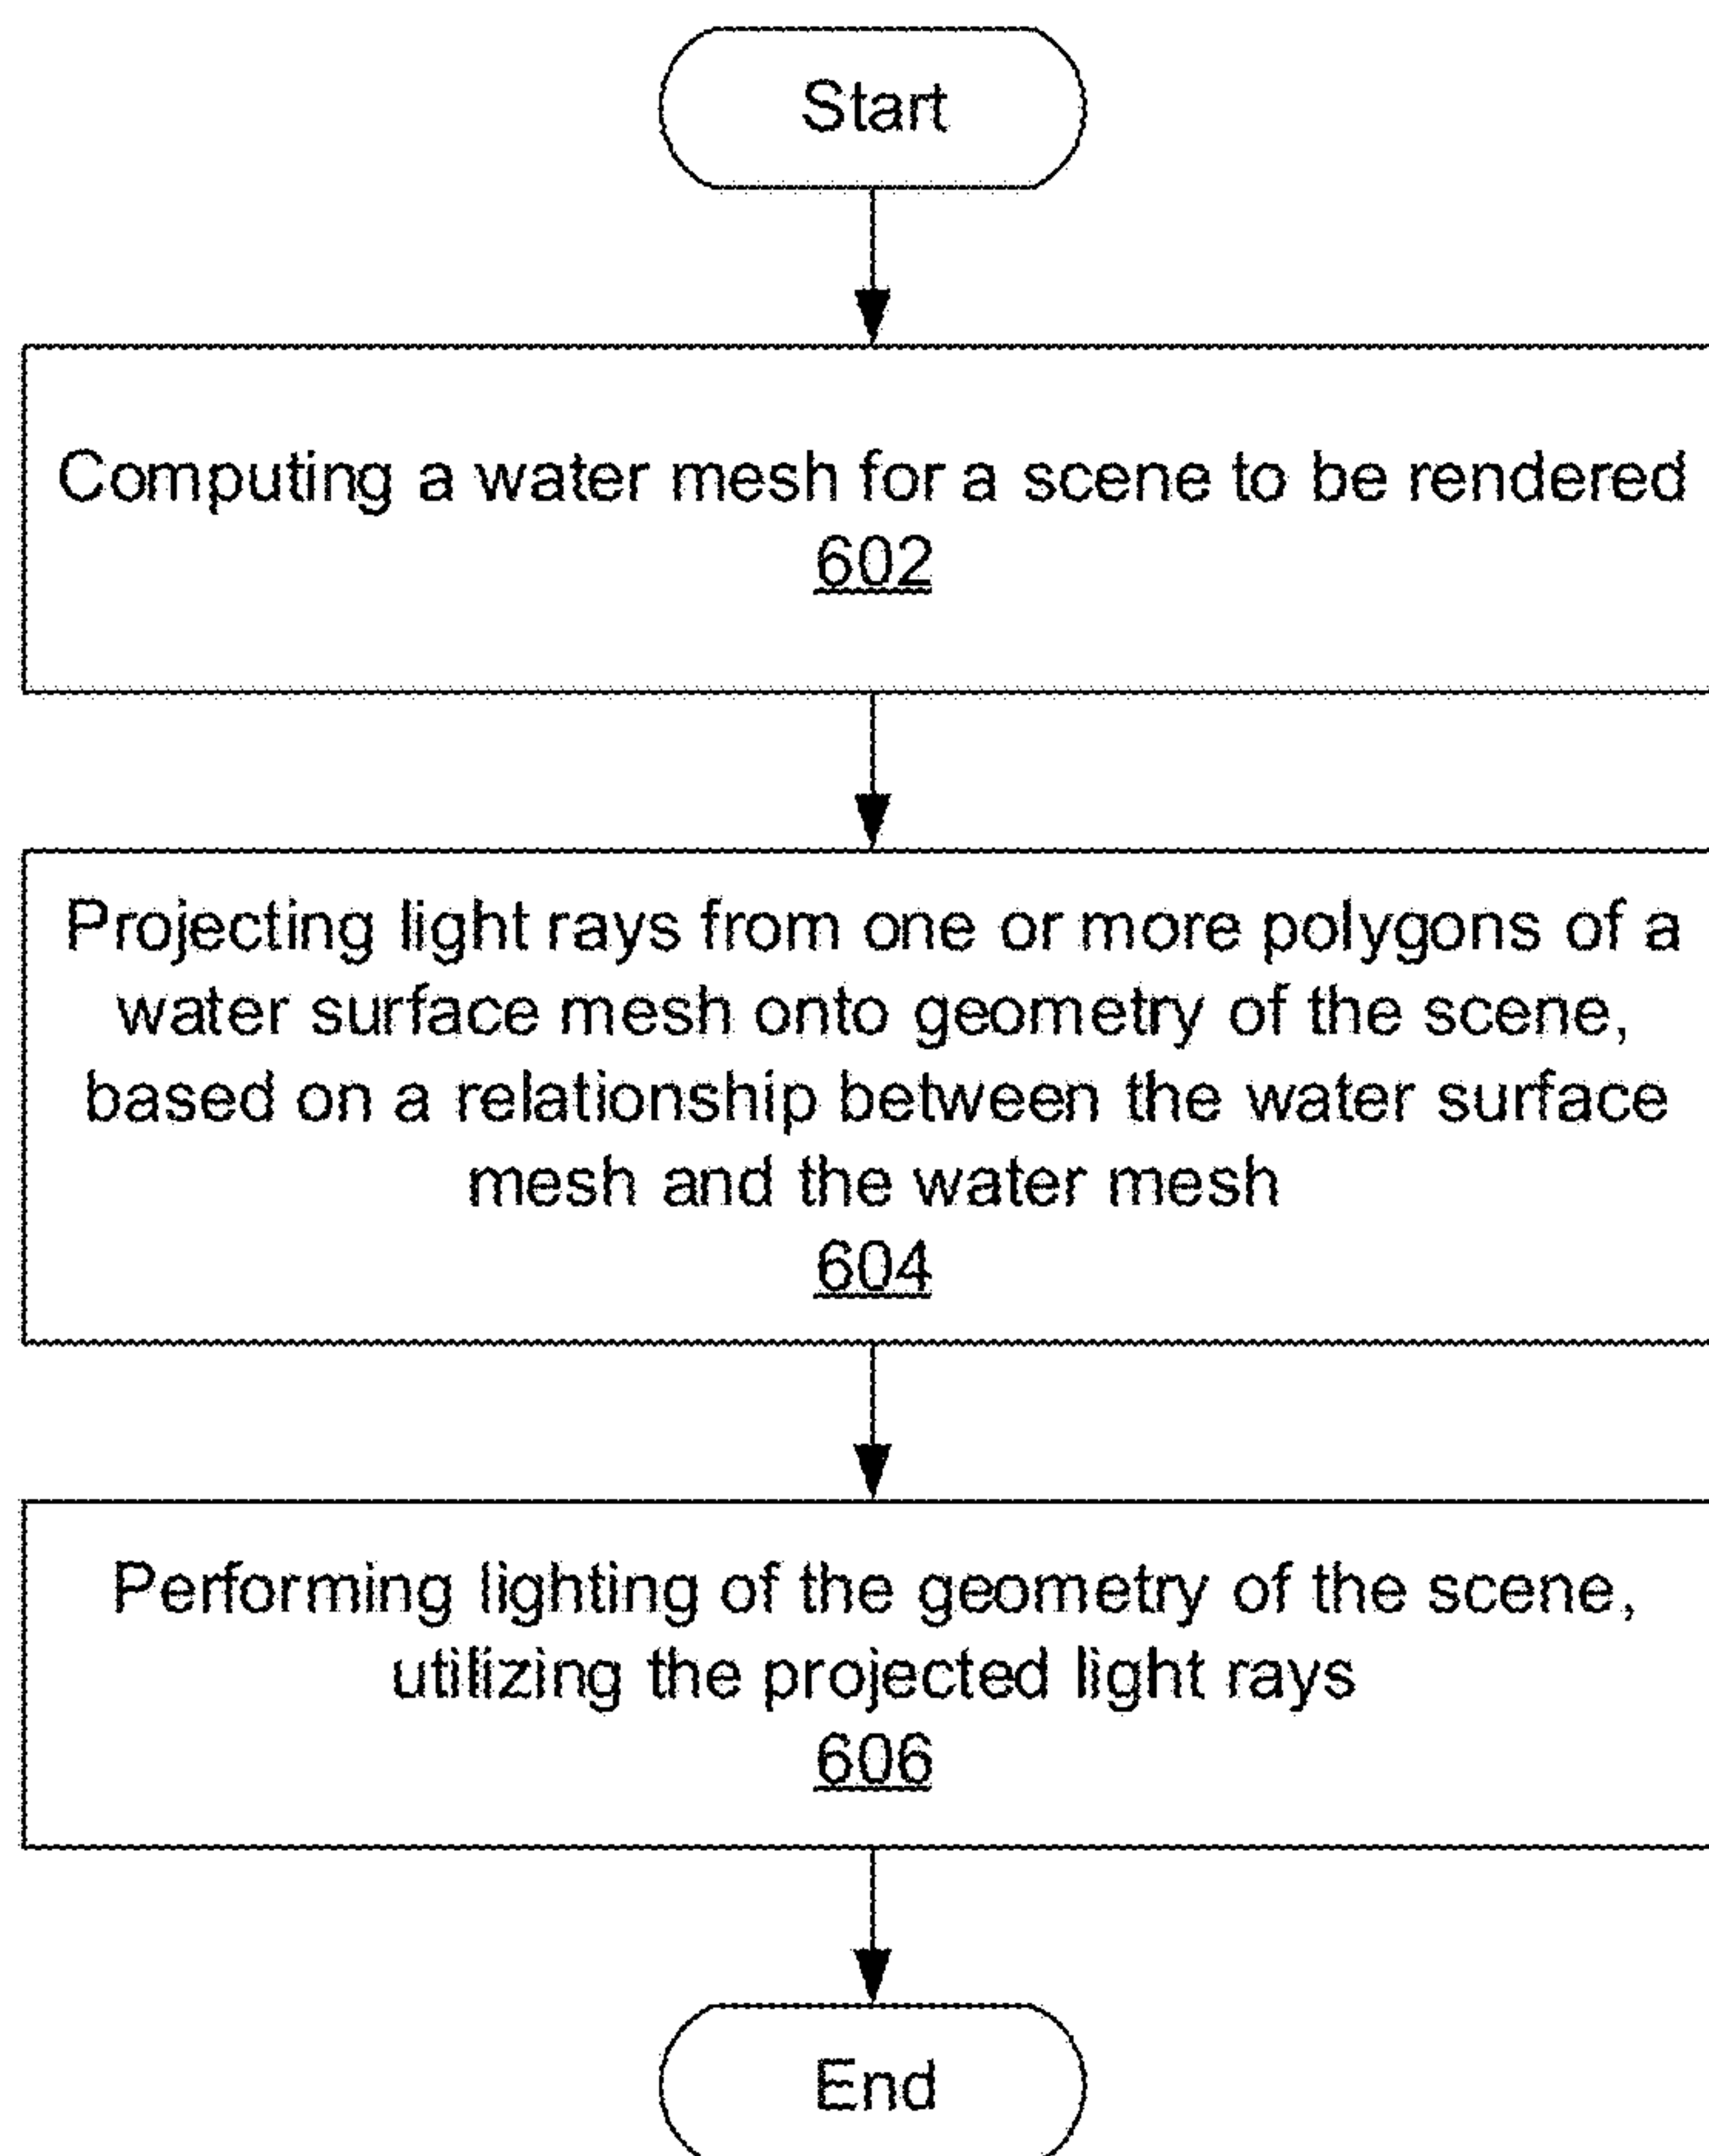 Start
Computing a water mesh for a scene to be rendered
602
Projecting light rays from one or more polygons of a
water surface mesh onto geometry of the scene,
based on a relationship between the water surface
mesh and the water mesh
604
Performing lighting of the geometry of the scene,
utilizing the projected light rays
606
End